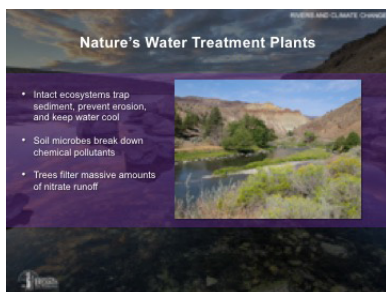 RIVERS AND CLIMATE CHANGE
Nature's Water Treatment Plants
• Intact ecosystems trap
sediment, prevent erosion,
and keep water cool
• Soil microbes break down
chemical pollutants
• Trees filter massive amounts
of nitrate runoff